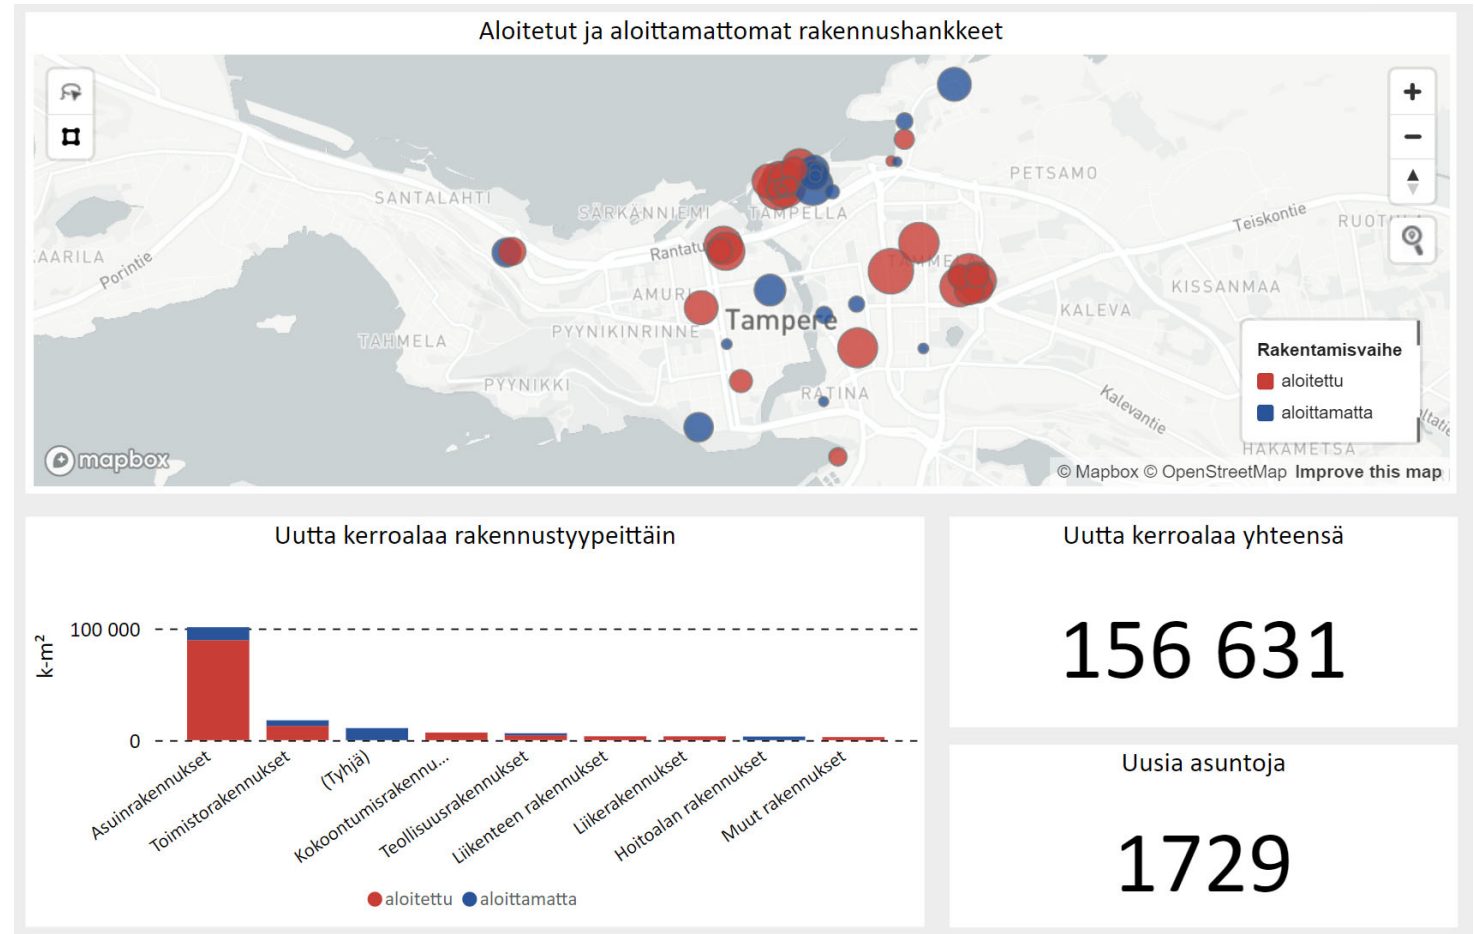 Aloitetut ja aloittamattomat rakennushankkeet
PETSAMO
SANTALAHTI
SÄRKÄNNIEMI
TAMPELLA
Teiskontie
AARILA
Porintie
KISSANMAA
AMURI
KALEVA
Tampere
PYYNIKINRINNE
TAHMELA
Rakentamisvaihe
aloitettu
aloittamatta
PYYNIKKI
RATINA
Kalevantie
HAKAMETSA
mapbox
© Mapbox © OpenStreetMap Improve this map
Uutta kerroalaa rakennustyypeittäin
k-m²
100 000
0
Asuinrakennukset
Toimistorakennukset
(Tyhjä)
Kokoontumisrakennu...
Teollisuusrakennukset
Liikenteen rakennukset
Liikerakennukset
Hoitoalan rakennukset
Muut rakennukset
aloitettu aloittamatta
Uutta kerroalaa yhteensä
156 631
Uusia asuntoja
1729